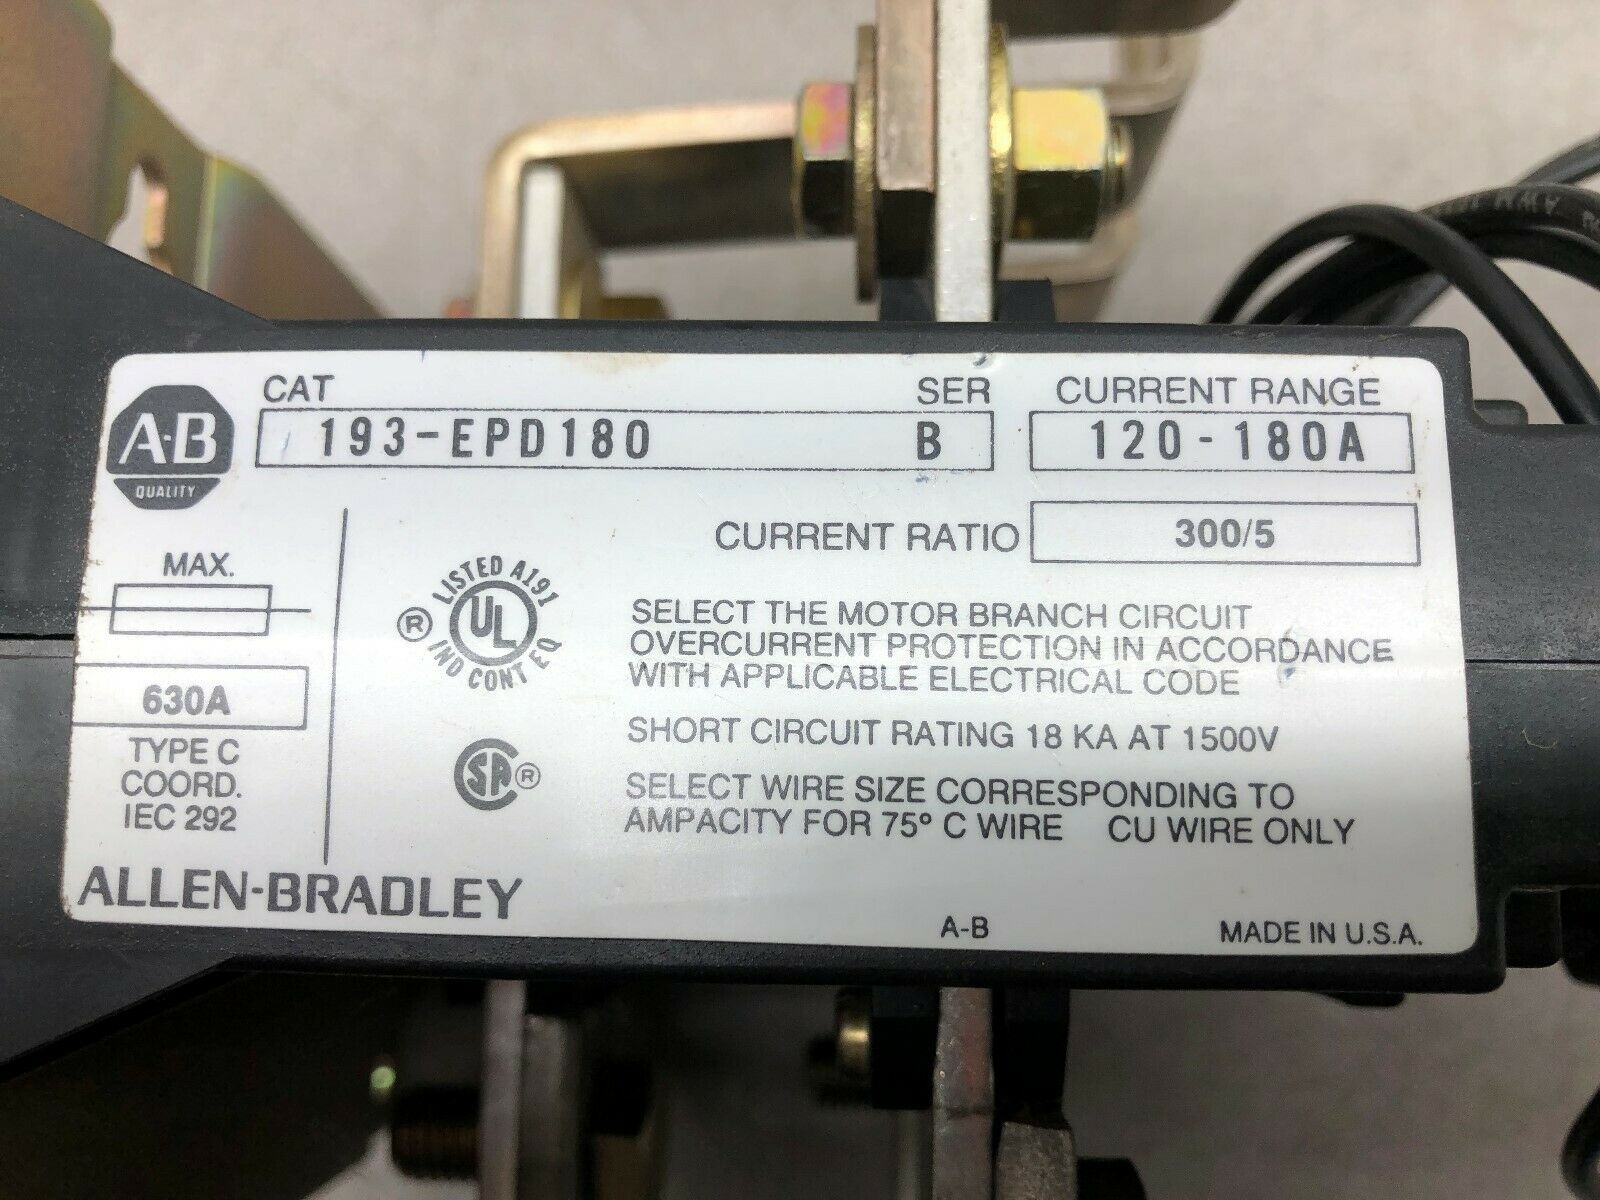 CAT SER CURRENT RANGE
A-B QUALITY
193-EPD180 B 120-180A
CURRENT RATIO 300/5
MAX.
630A
TYPE C
COORD.
IEC 292
® LISTED A191
UL
IND CONT EQ
SA ®
SELECT THE MOTOR BRANCH CIRCUIT
OVERCURRENT PROTECTION IN ACCORDANCE
WITH APPLICABLE ELECTRICAL CODE
SHORT CIRCUIT RATING 18 KA AT 1500V
SELECT WIRE SIZE CORRESPONDING TO
AMPACITY FOR 75° C WIRE CU WIRE ONLY
ALLEN-BRADLEY
A-B MADE IN U.S.A.
AWM